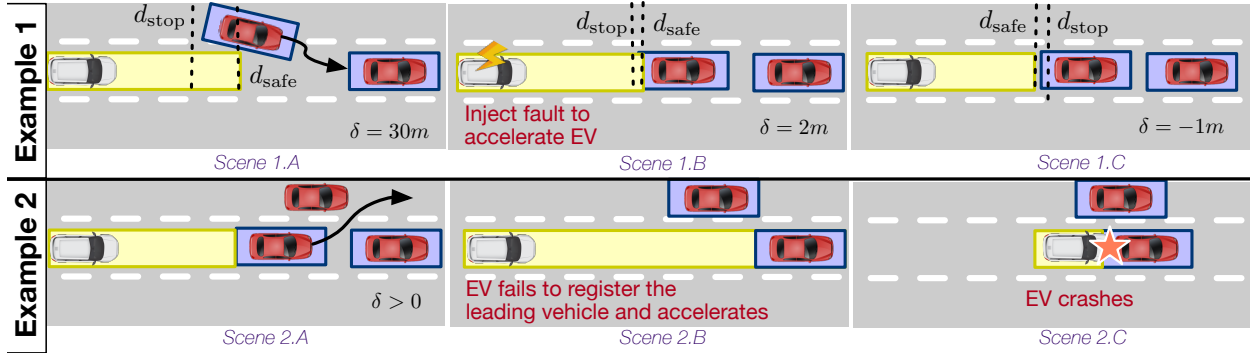 Example 1
d_stop
d_safe
δ = 30m
Scene 1.A
d_stop
d_safe
Inject fault to
accelerate EV
δ = 2m
Scene 1.B
d_safe
d_stop
δ = −1m
Scene 1.C
Example 2
δ > 0
Scene 2.A
EV fails to register the
leading vehicle and accelerates
Scene 2.B
EV crashes
Scene 2.C